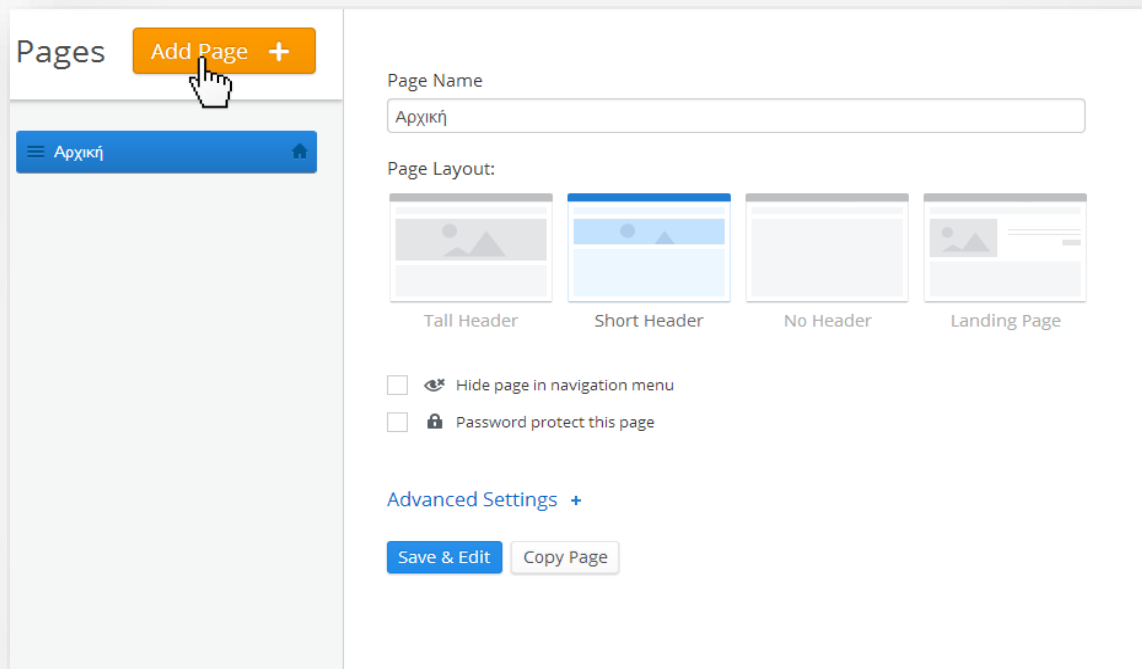 Pages
Add Page +
Αρχική
Page Name
Αρχική
Page Layout:
Tall Header
Short Header
No Header
Landing Page
Hide page in navigation menu
Password protect this page
Advanced Settings +
Save & Edit
Copy Page